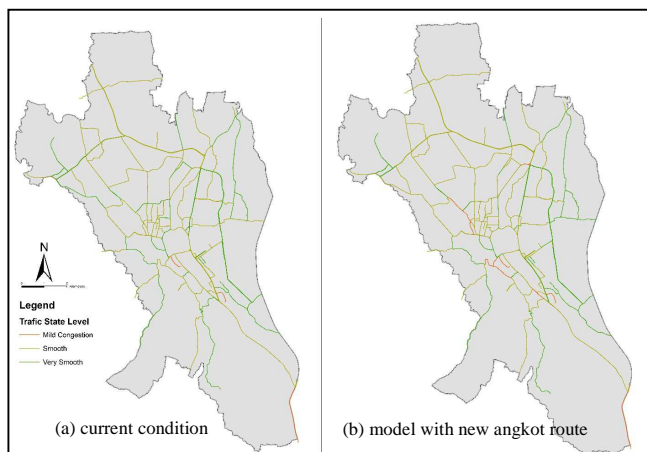 N
Legend
Trafic State Level
Mild Congestion
Smooth
Very Smooth
(a) current condition
(b) model with new angkot route